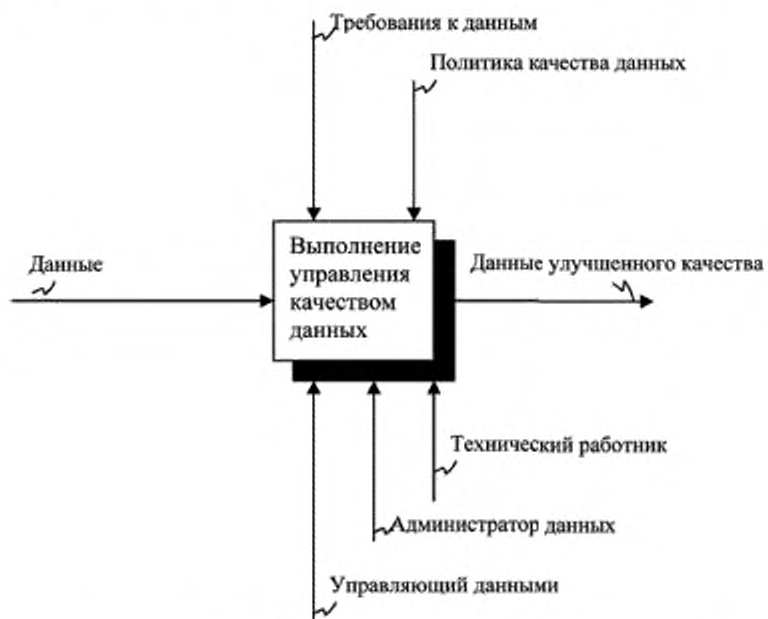 Требования к данным
Политика качества данных
Данные
Выполнение
управления
качеством
данных
Данные улучшенного качества
Технический работник
Администратор данных
Управляющий данными